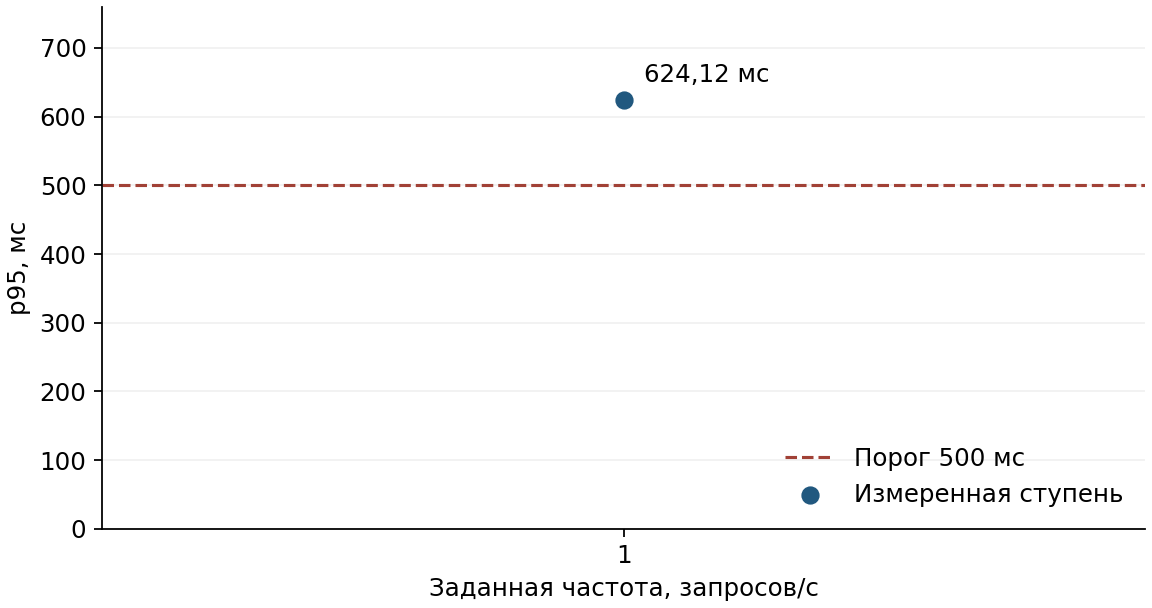 700
624,12 мс
600
500
400
300
200
100
0
p95, мс
Порог 500 мс
Измеренная ступень
1
Заданная частота, запросов/с